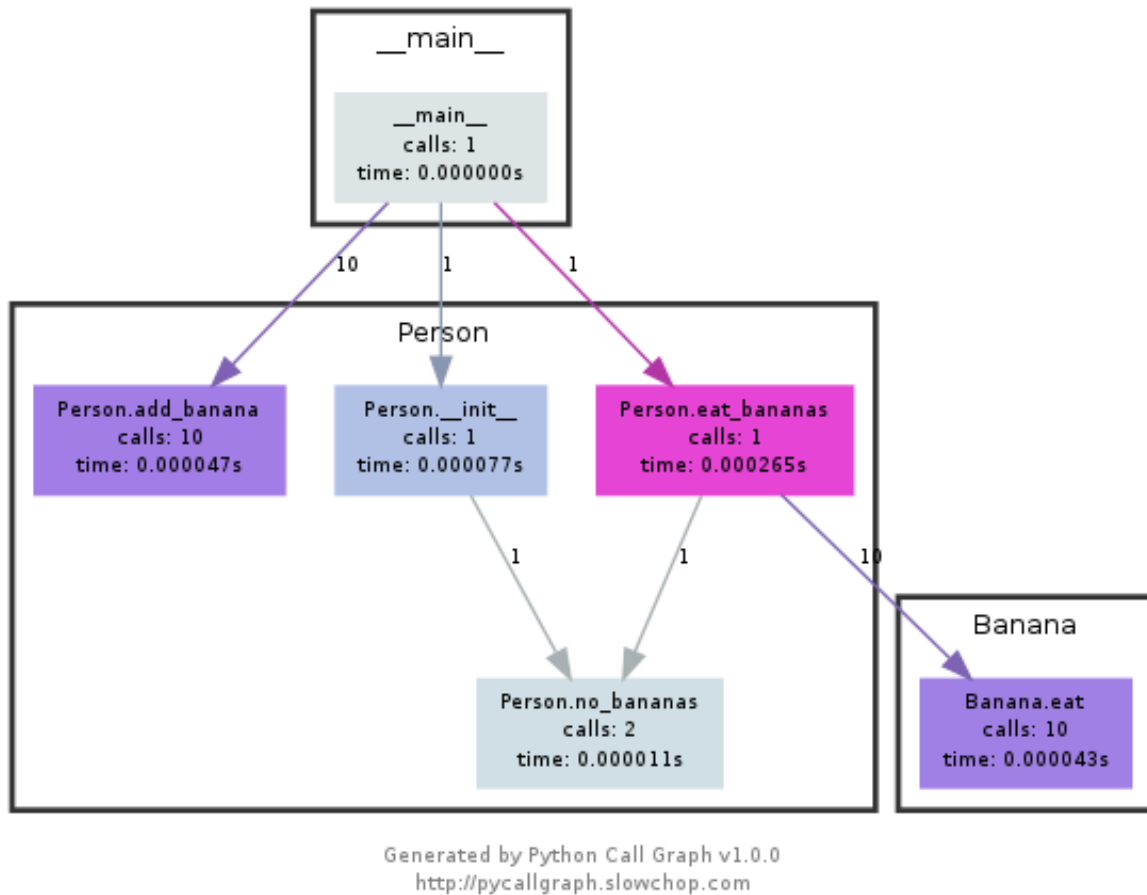 __main__
__main__
calls: 1
time: 0.000000s
10
1
1
Person
Person.add_banana
calls: 10
time: 0.000047s
Person.__init__
calls: 1
time: 0.000077s
Person.eat_bananas
calls: 1
time: 0.000265s
1
1
10
Person.no_bananas
calls: 2
time: 0.000011s
Banana
Banana.eat
calls: 10
time: 0.000043s
Generated by Python Call Graph v1.0.0
http://pycallgraph.slowchop.com